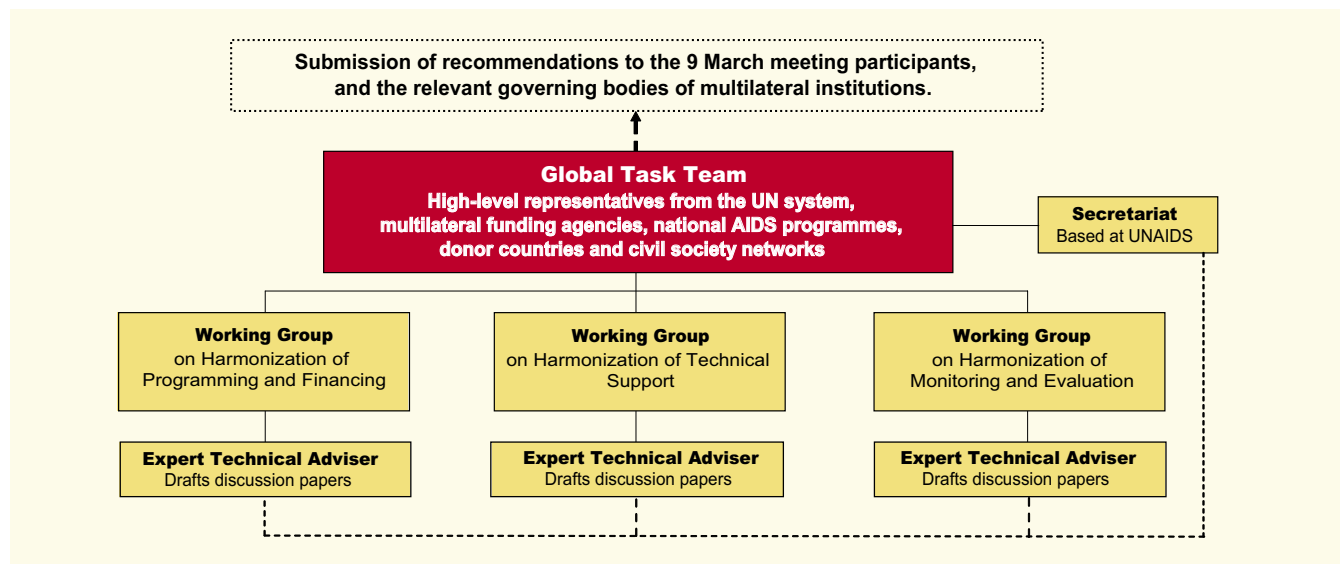 Submission of recommendations to the 9 March meeting participants,
and the relevant governing bodies of multilateral institutions.
Global Task Team
High-level representatives from the UN system,
multilateral funding agencies, national AIDS programmes,
donor countries and civil society networks
Secretariat
Based at UNAIDS
Working Group
on Harmonization of
Programming and Financing
Working Group
on Harmonization of Technical
Support
Working Group
on Harmonization of
Monitoring and Evaluation
Expert Technical Adviser
Drafts discussion papers
Expert Technical Adviser
Drafts discussion papers
Expert Technical Adviser
Drafts discussion papers